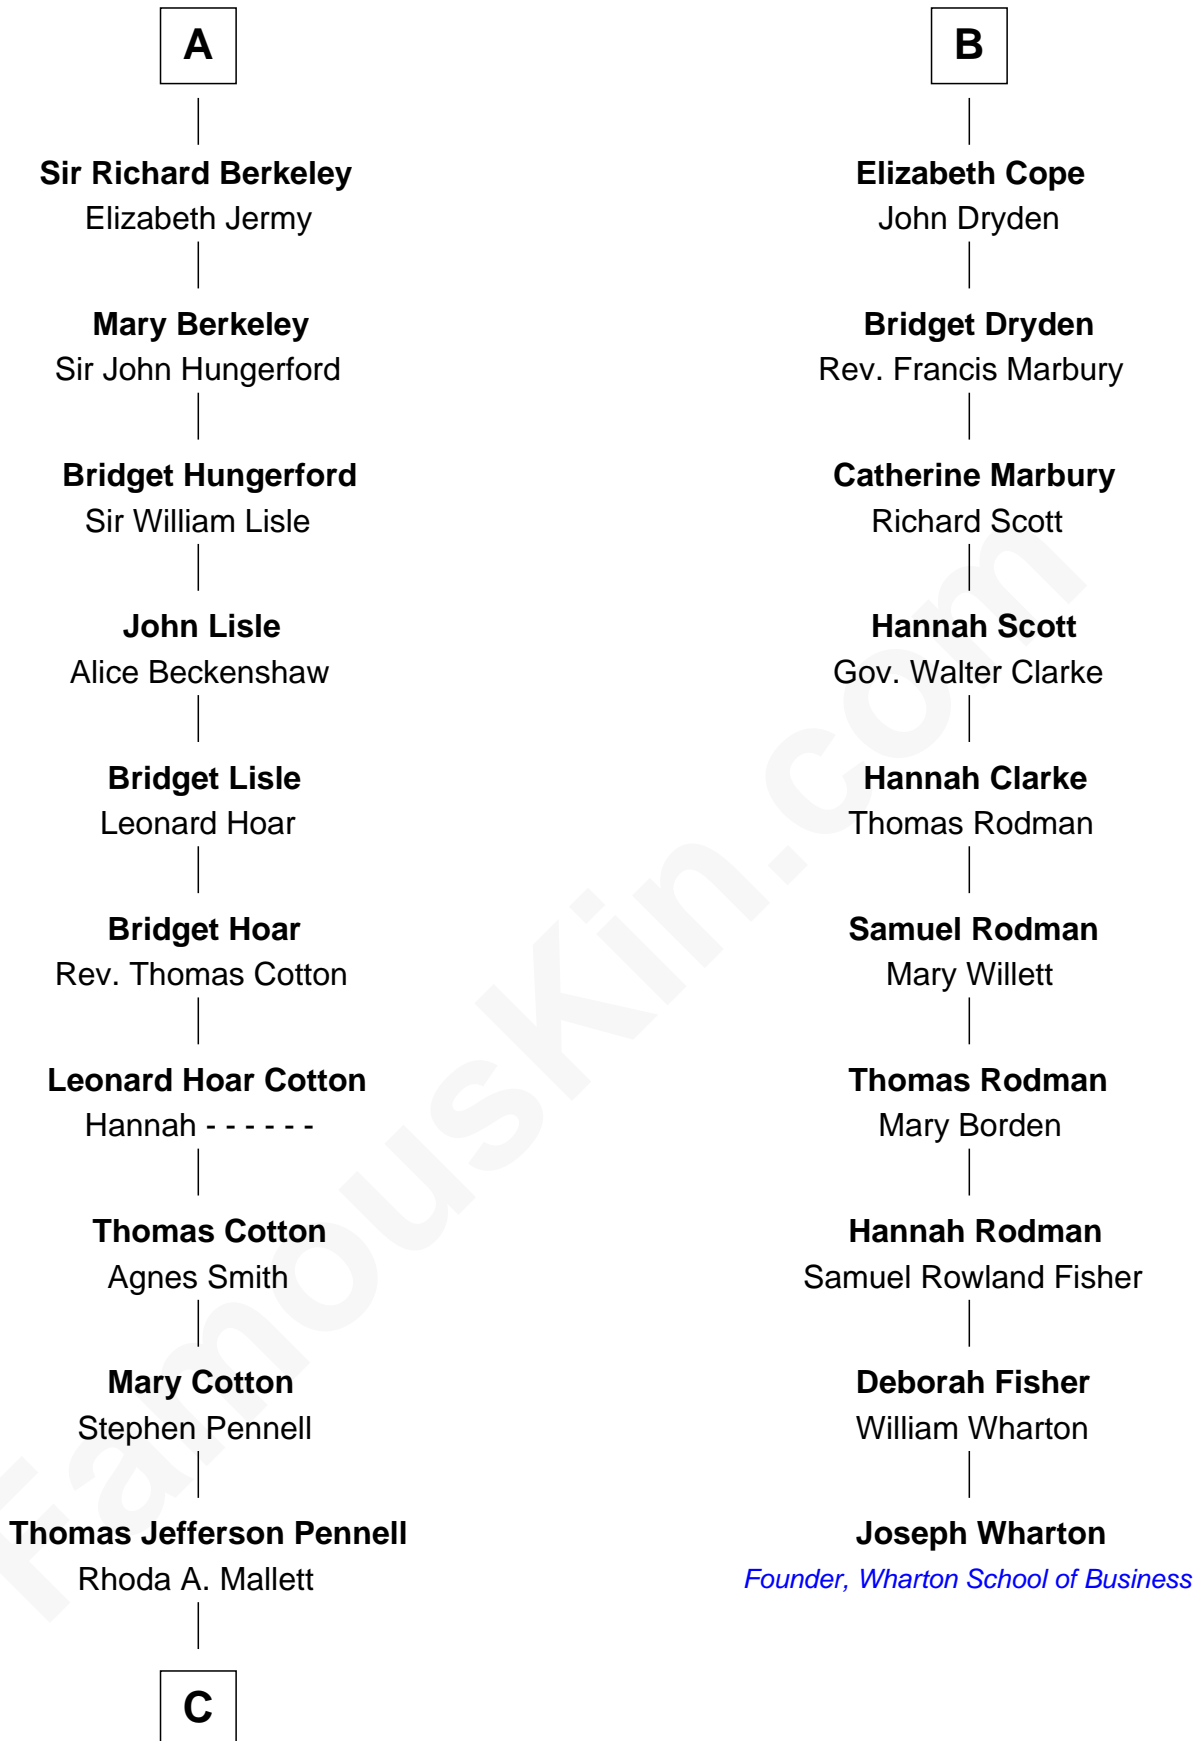 A
Sir Richard Berkeley
Elizabeth Jermy
Mary Berkeley
Sir John Hungerford
Bridget Hungerford
Sir William Lisle
John Lisle
Alice Beckenshaw
Bridget Lisle
Leonard Hoar
Bridget Hoar
Rev. Thomas Cotton
Leonard Hoar Cotton
Hannah - - - - - -
Thomas Cotton
Agnes Smith
Mary Cotton
Stephen Pennell
Thomas Jefferson Pennell
Rhoda A. Mallett
C
B
Elizabeth Cope
John Dryden
Bridget Dryden
Rev. Francis Marbury
Catherine Marbury
Richard Scott
Hannah Scott
Gov. Walter Clarke
Hannah Clarke
Thomas Rodman
Samuel Rodman
Mary Willett
Thomas Rodman
Mary Borden
Hannah Rodman
Samuel Rowland Fisher
Deborah Fisher
William Wharton
Joseph Wharton
Founder, Wharton School of Business
FamousKin.com